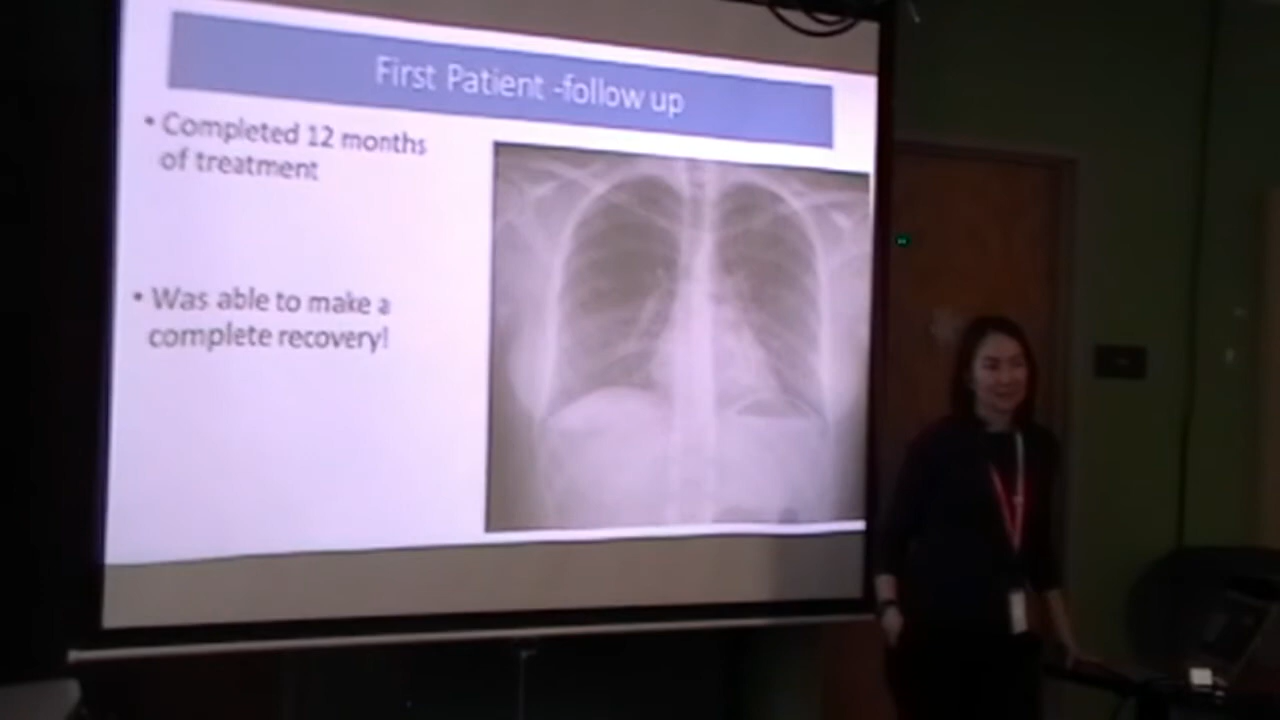 First Patient -follow up
• Completed 12 months
of treatment
• Was able to make a
complete recovery!